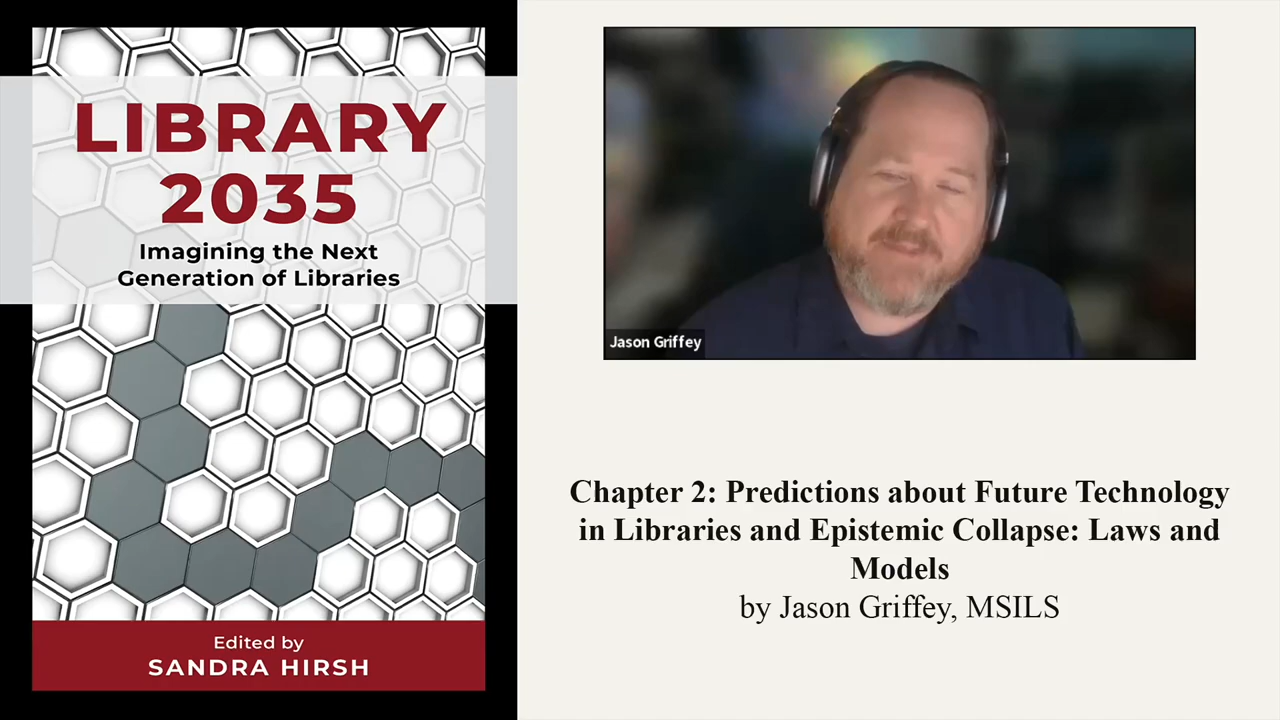 LIBRARY
2035
Imagining the Next
Generation of Libraries
Edited by
SANDRA HIRSH
Jason Griffey
Chapter 2: Predictions about Future Technology
in Libraries and Epistemic Collapse: Laws and
Models
by Jason Griffey, MSILS